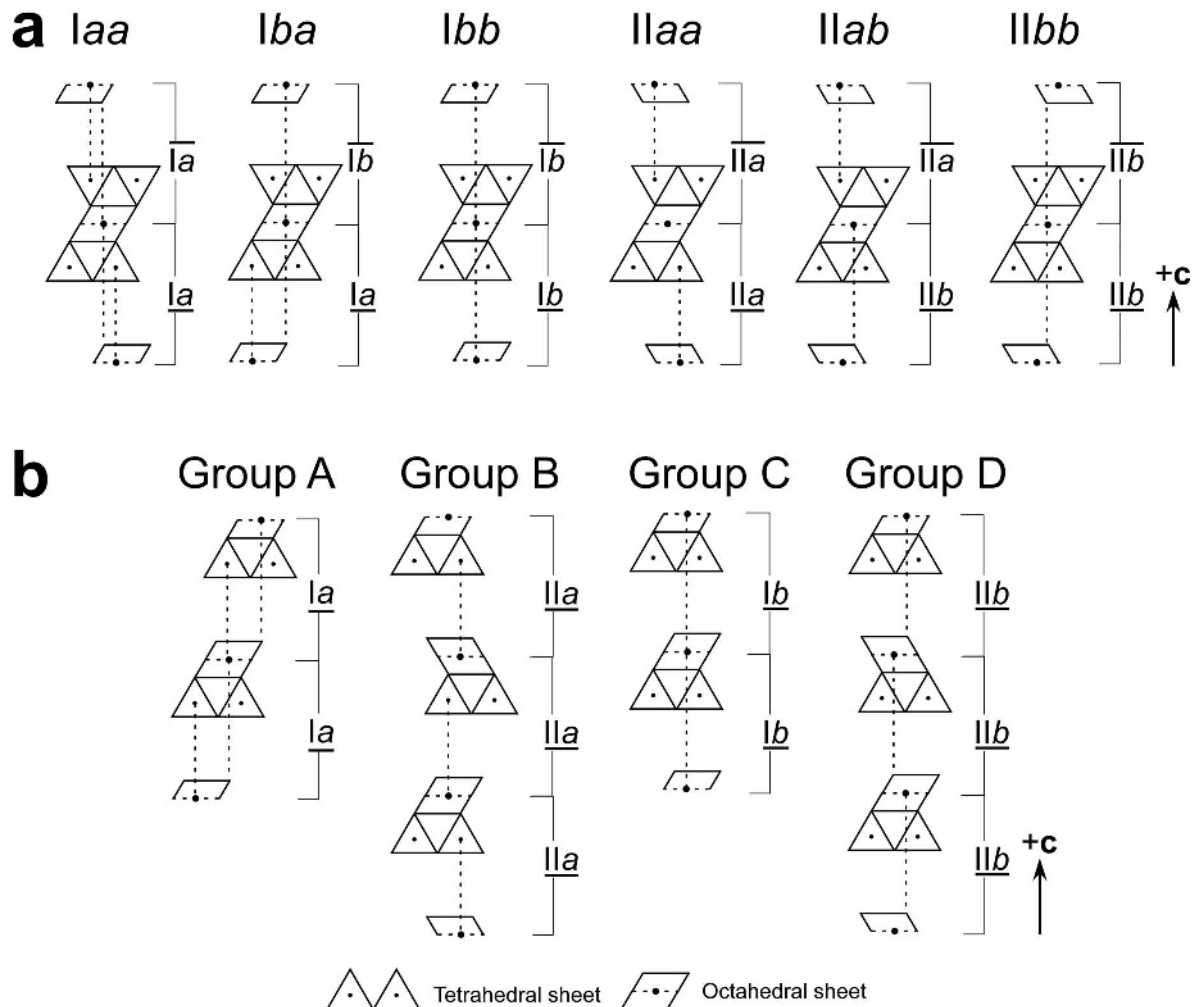 a
Iaa Iba Ibb IIaa IIab IIbb
Ia Ib Ib IIa IIa IIb
Ia Ia Ib IIa IIb IIb
+c
b
Group A Group B Group C Group D
Ia IIa Ib IIb
Ia IIa Ib IIb
IIa IIb
+c
Tetrahedral sheet Octahedral sheet